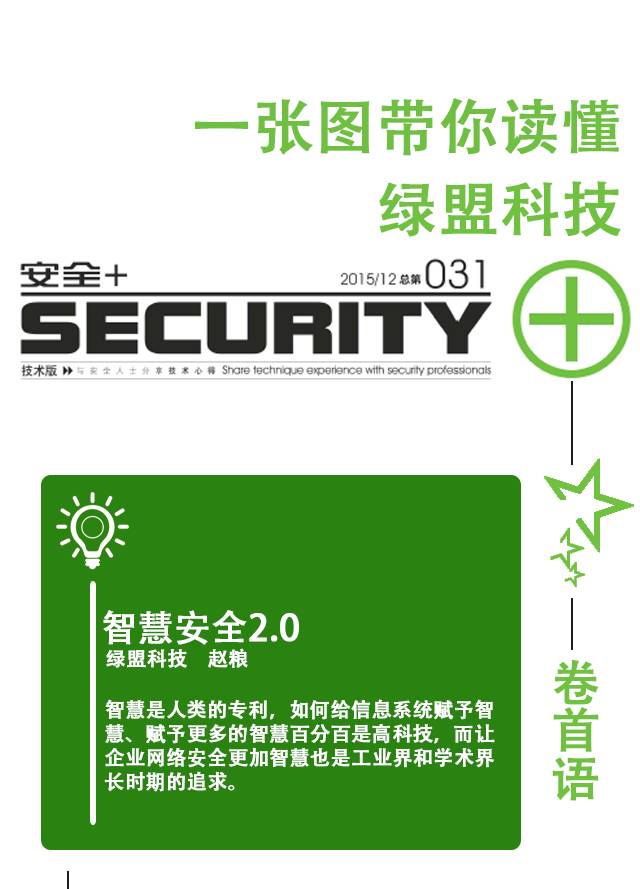 一张图带你读懂
绿盟科技
安全+
2015/12 总第031
SECURITY
技术版 与安全人士分享技术心得 Share technique experience with security professionals
智慧安全2.0
绿盟科技 赵粮
智慧是人类的专利，如何给信息系统赋予智
慧、赋予更多的智慧百分百是高科技，而让
企业网络安全更加智慧也是工业界和学术界
长时期的追求。
卷首语